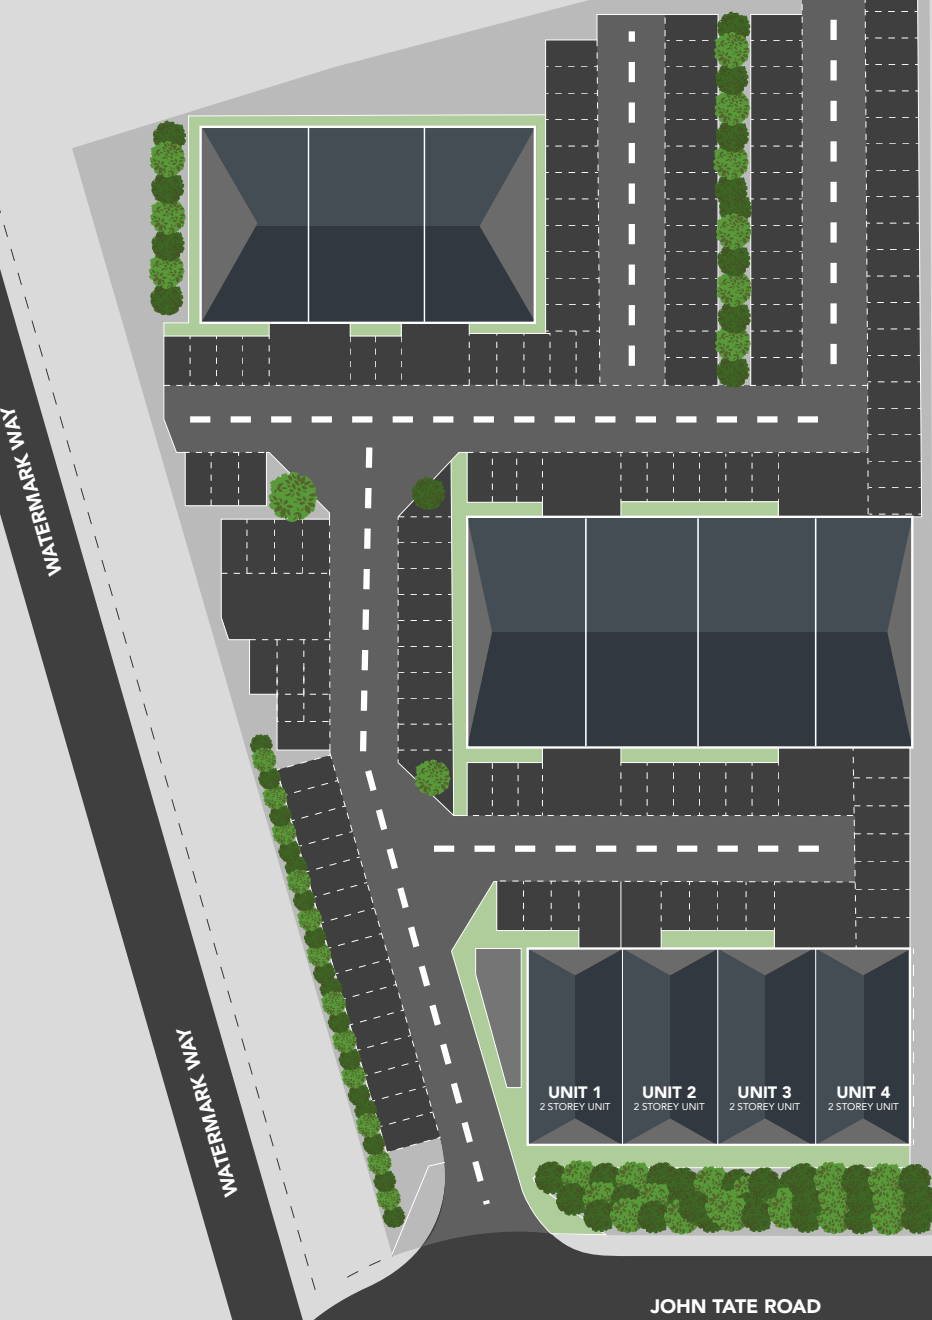 WATERMARK WAY
WATERMARK WAY
UNIT 1
2 STOREY UNIT
UNIT 2
2 STOREY UNIT
UNIT 3
2 STOREY UNIT
UNIT 4
2 STOREY UNIT
JOHN TATE ROAD